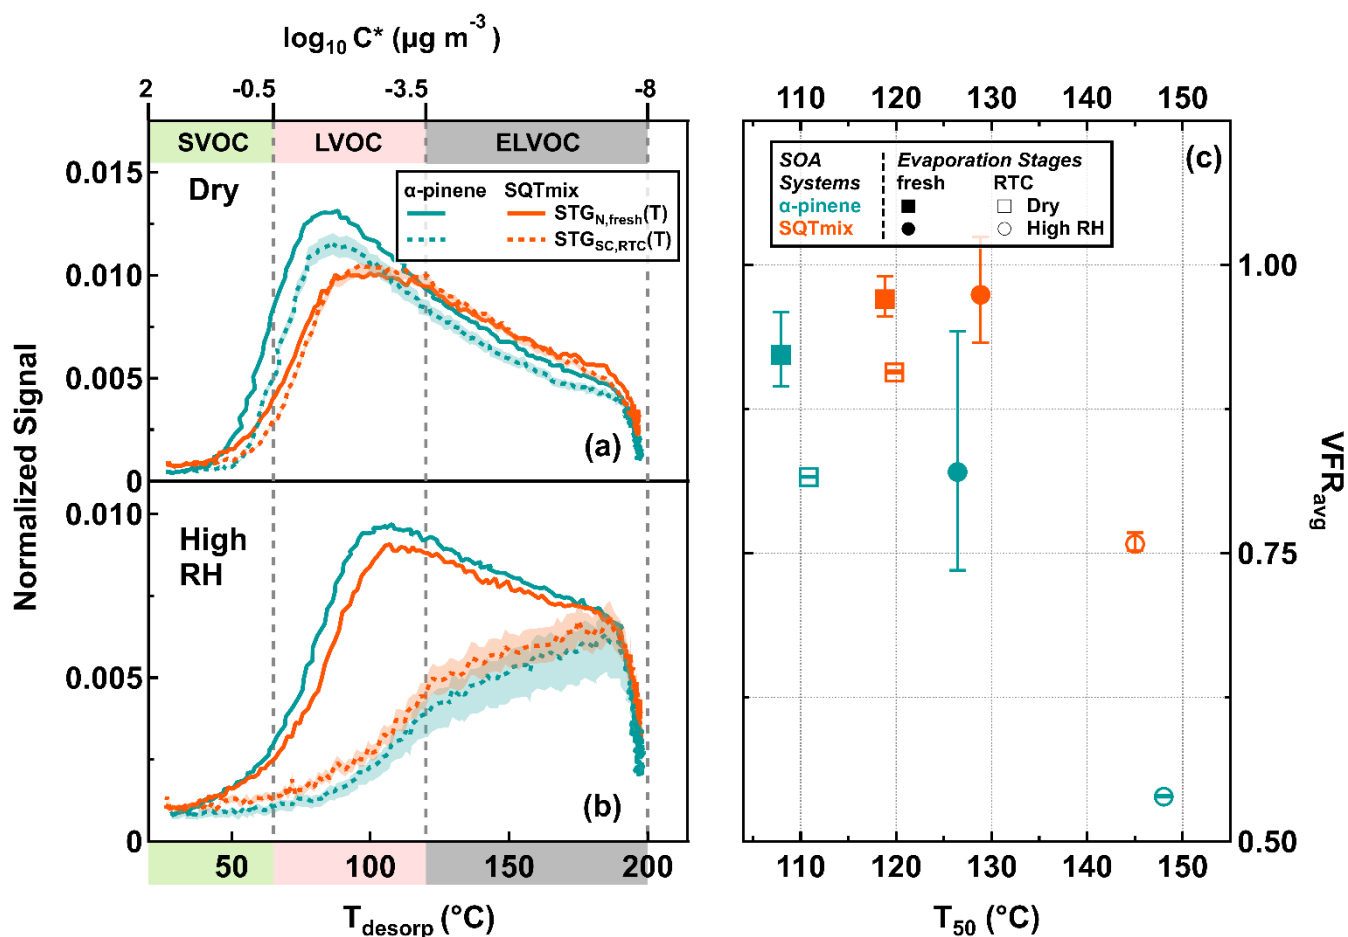 log10 C* (μg m-3)
2 -0.5 -3.5 -8
SVOC LVOC ELVOC
0.015
Dry
α-pinene SQTmix
STGN,fresh(T)
STGSC,RTC(T)
0.010
0.005
(a)
0
0.010
High
RH
0.005
(b)
0
50 100 150 200
Tdesorp (°C)
Normalized Signal
110 120 130 140 150
(c)
SOA Evaporation Stages
Systems fresh RTC
α-pinene Dry
SQTmix High RH
1.00
0.75
0.50
VFRavg
110 120 130 140 150
T50 (°C)